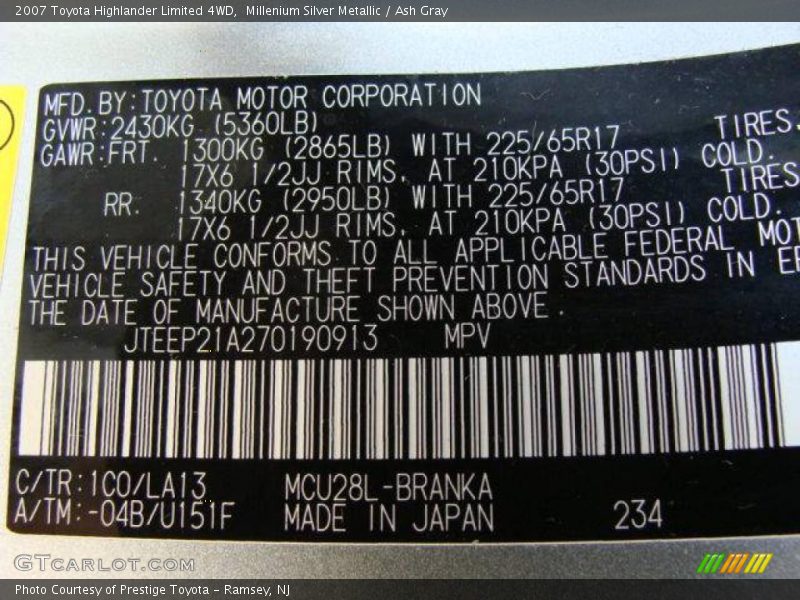 2007 Toyota Highlander Limited 4WD, Millenium Silver Metallic / Ash Gray
MFD. BY: TOYOTA MOTOR CORPORATION
GVWR: 2430KG (5360LB)
GAWR: FRT. 1300KG (2865LB) WITH 225/65R17 TIRES.
17X6 1/2JJ RIMS. AT 210KPA (30PSI) COLD.
RR. 1340KG (2950LB) WITH 225/65R17 TIRES
17X6 1/2JJ RIMS. AT 210KPA (30PSI) COLD.
THIS VEHICLE CONFORMS TO ALL APPLICABLE FEDERAL MOT
VEHICLE SAFETY AND THEFT PREVENTION STANDARDS IN
THE DATE OF MANUFACTURE SHOWN ABOVE.
JTEEP21A270190913 MPV
C/TR: 1C0/LA13 MCU28L-BRANKA
A/TM: -04B/U151F MADE IN JAPAN 234
GTCARLOT.COM
Photo Courtesy of Prestige Toyota - Ramsey, NJ